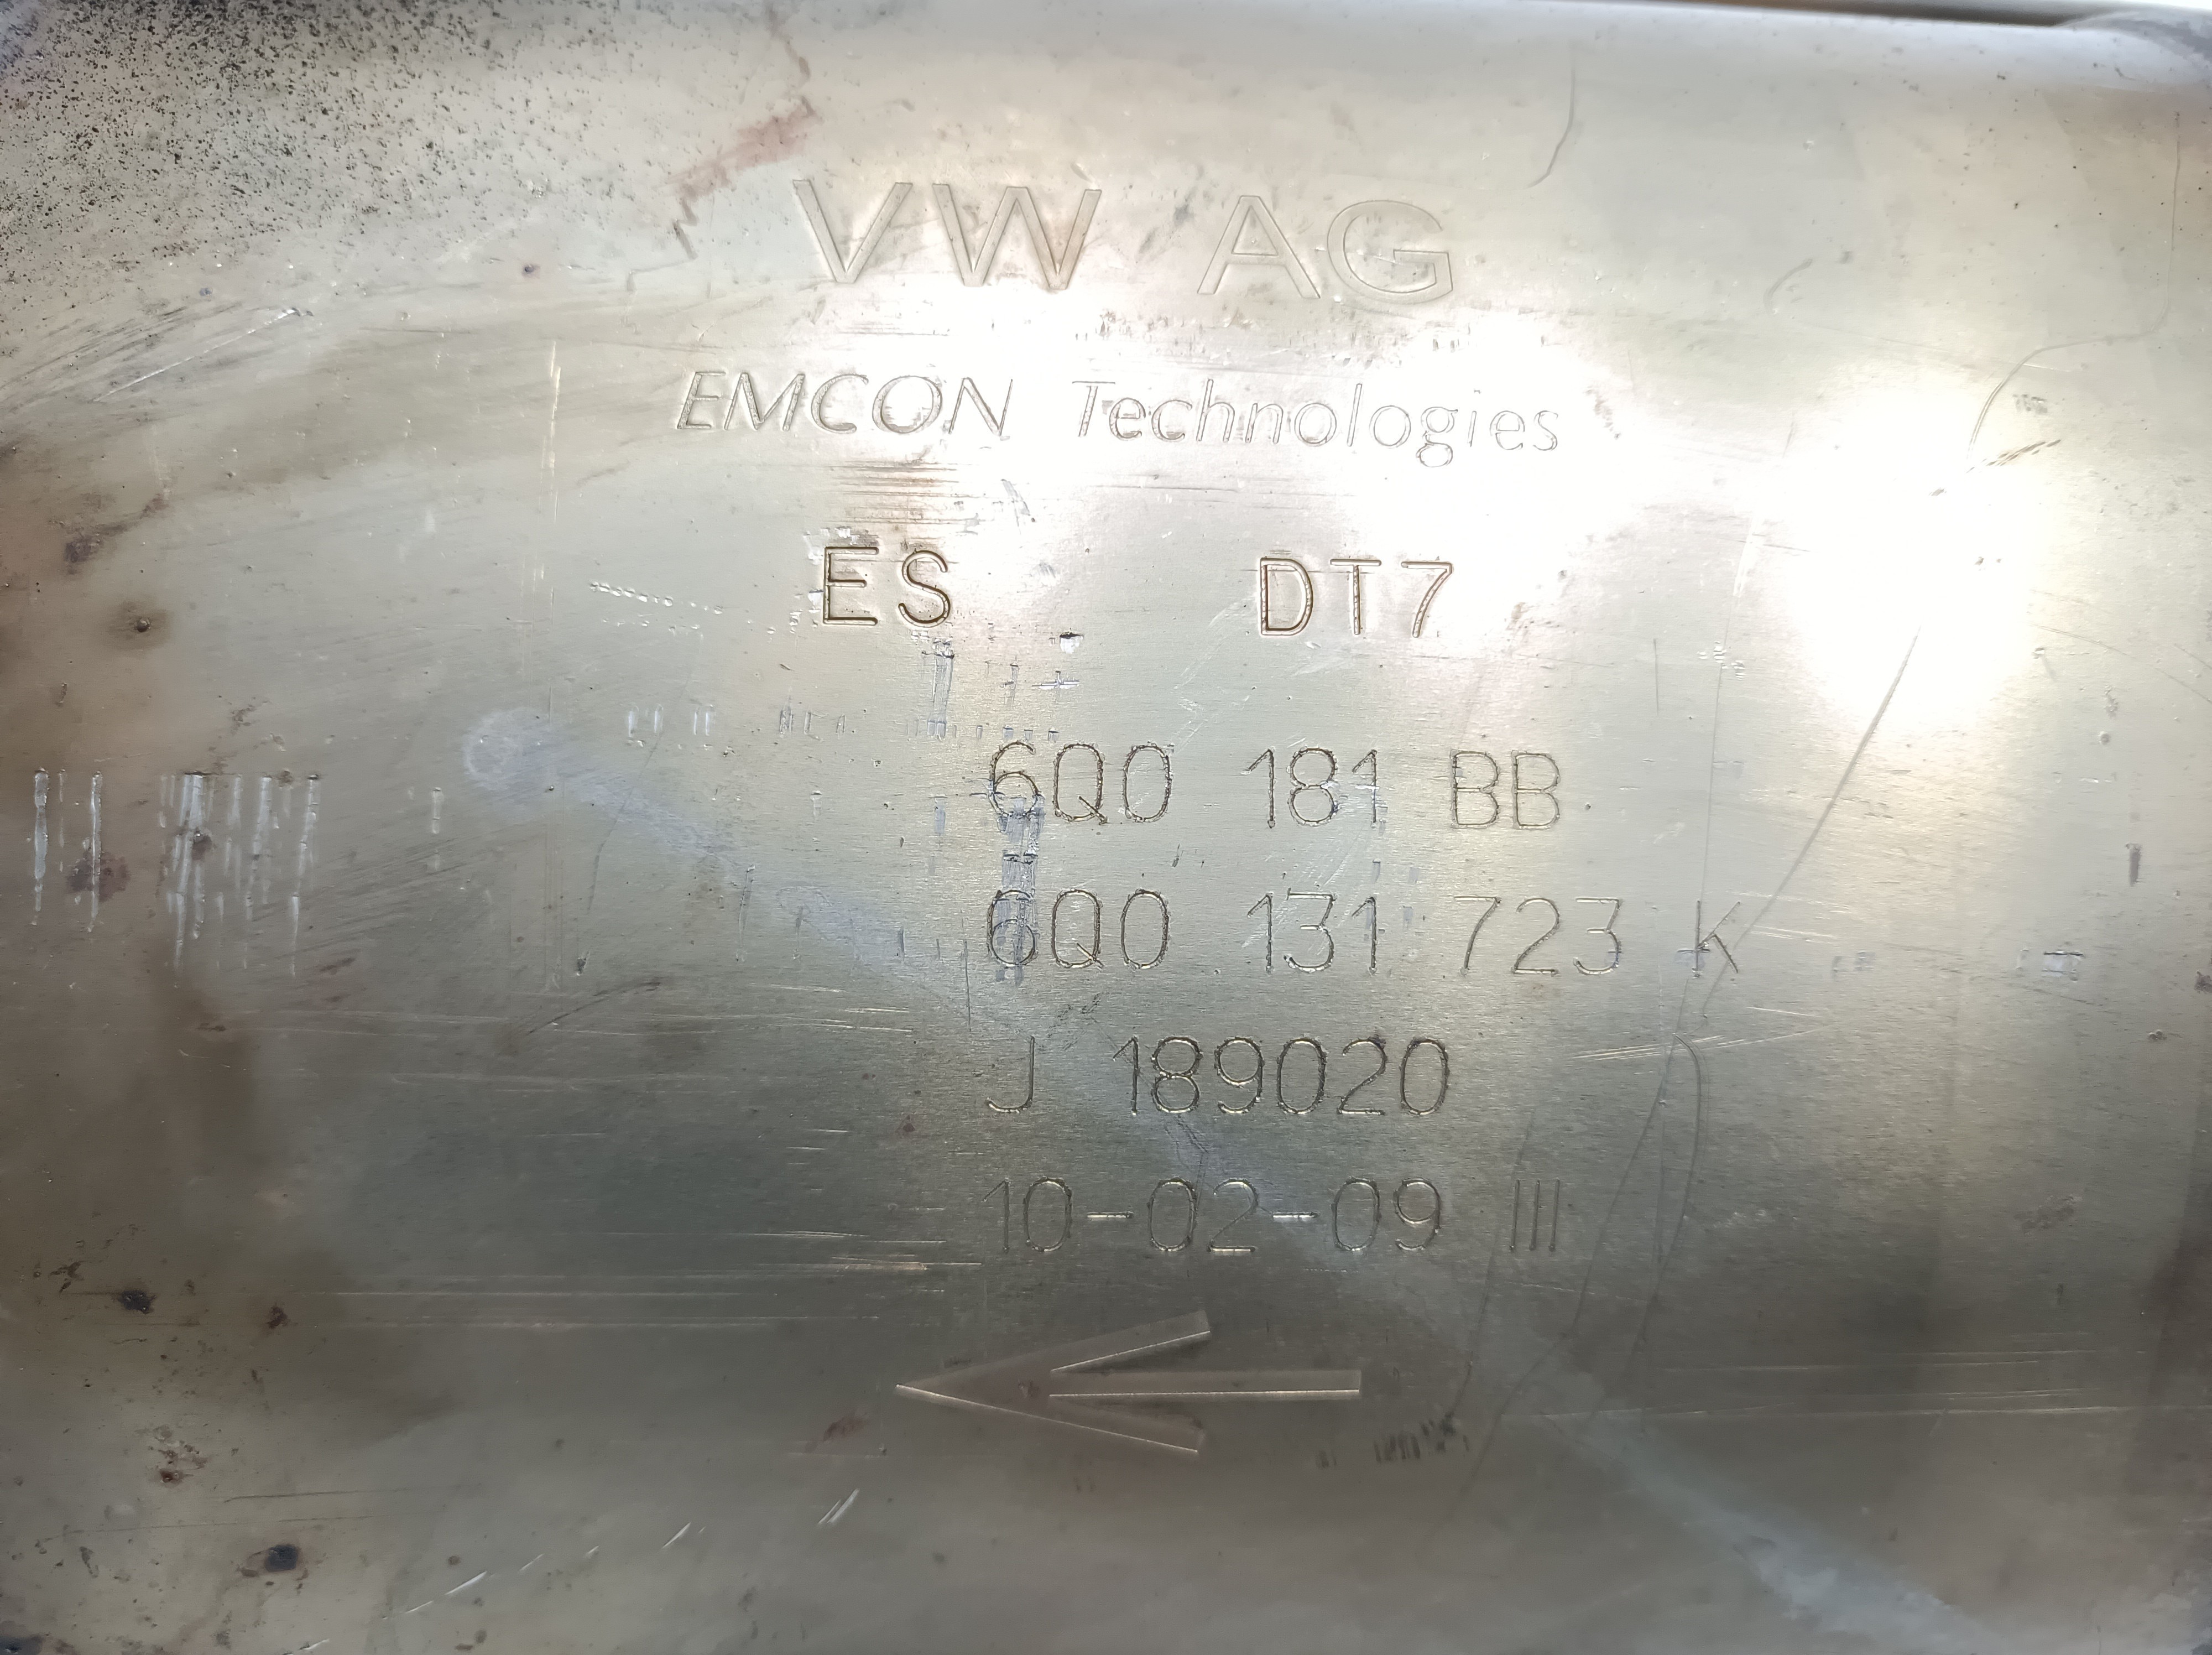 VW AG
EMCON Technologies
ES DT7
6Q0 181 BB
6Q0 131 723 K
J 189020
10-02-09 III